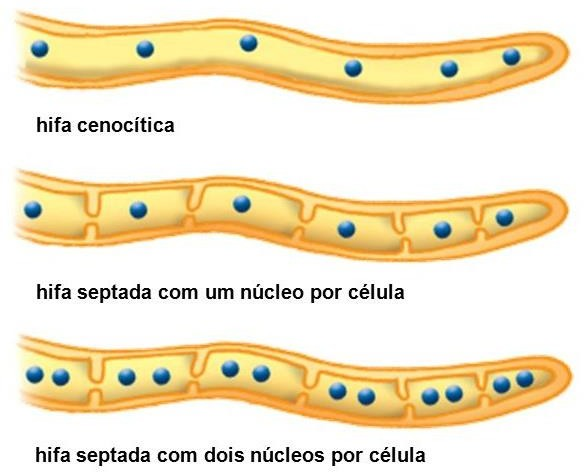 hifa cenocítica
hifa septada com um núcleo por célula
hifa septada com dois núcleos por célula